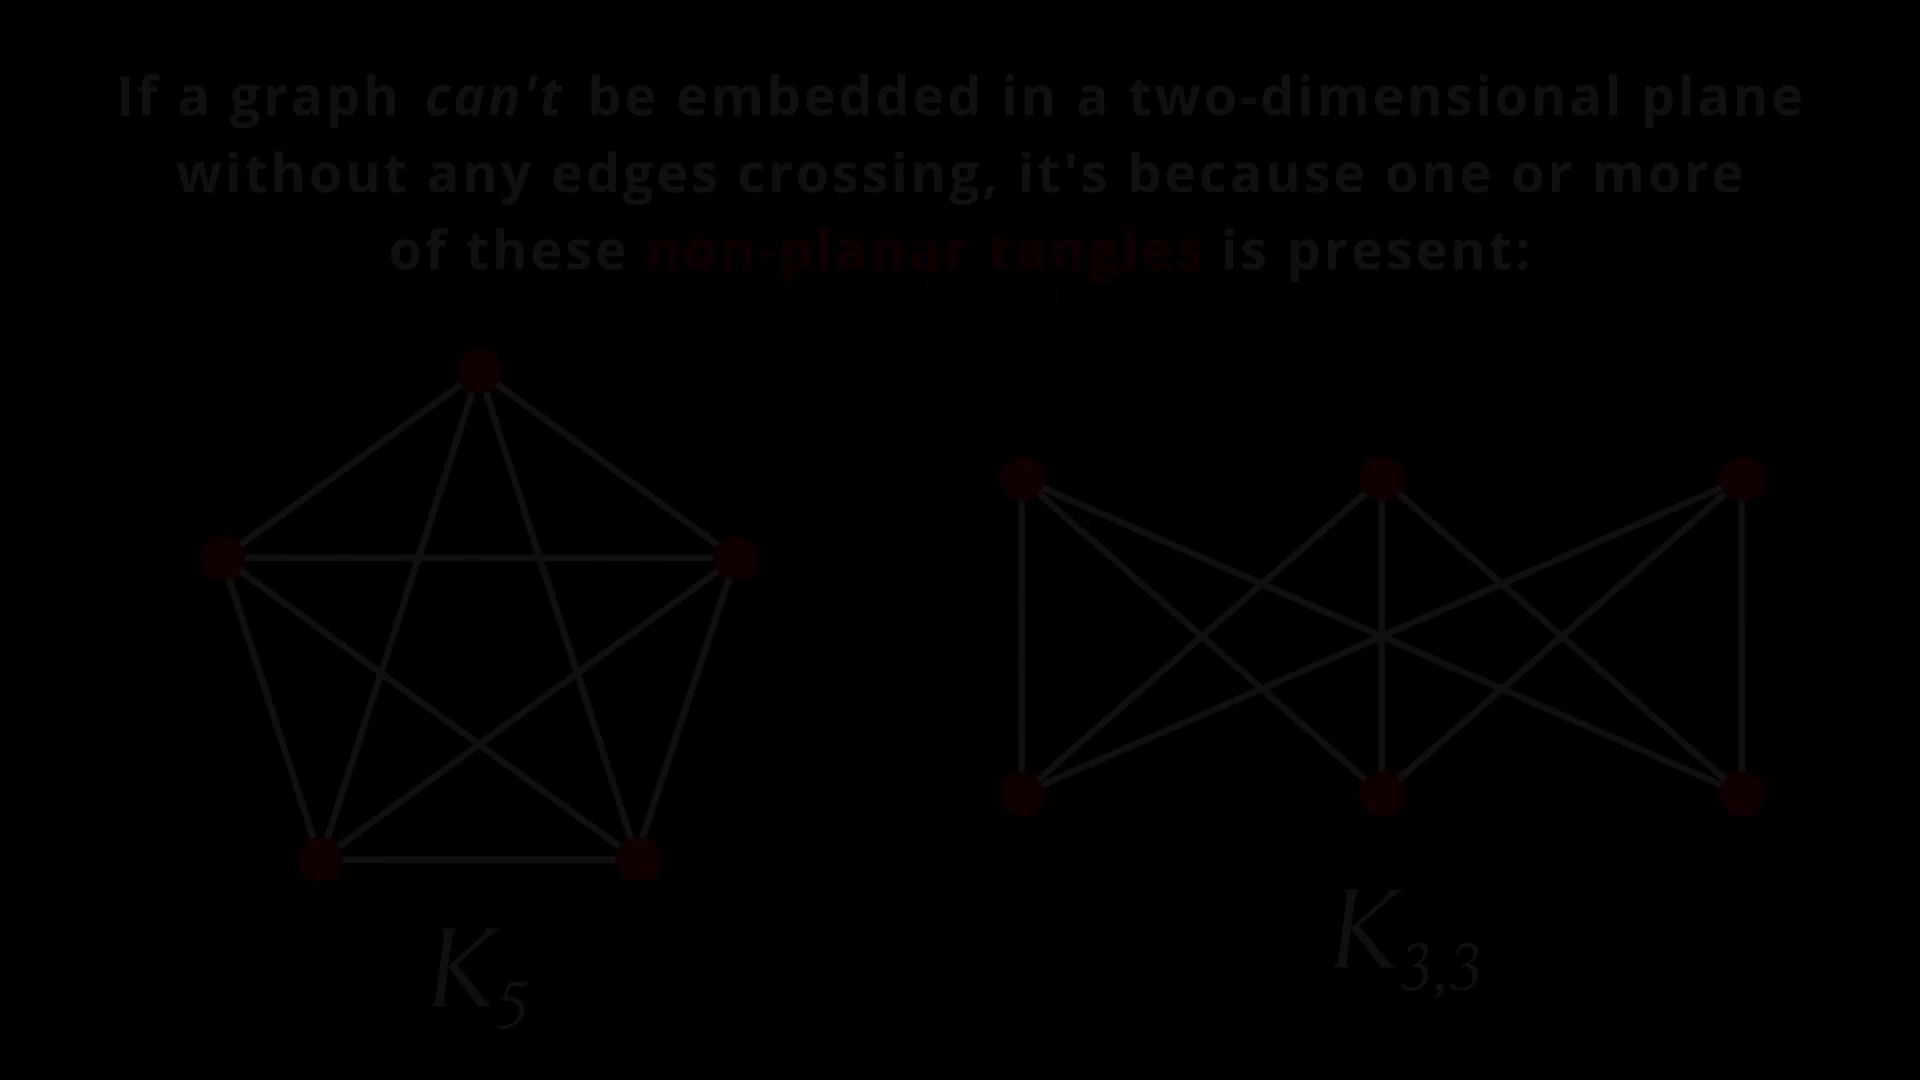 If a graph can't be embedded in a two-dimensional plane
without any edges crossing, it's because one or more
of these non-planar tangles is present:
K5
K3,3